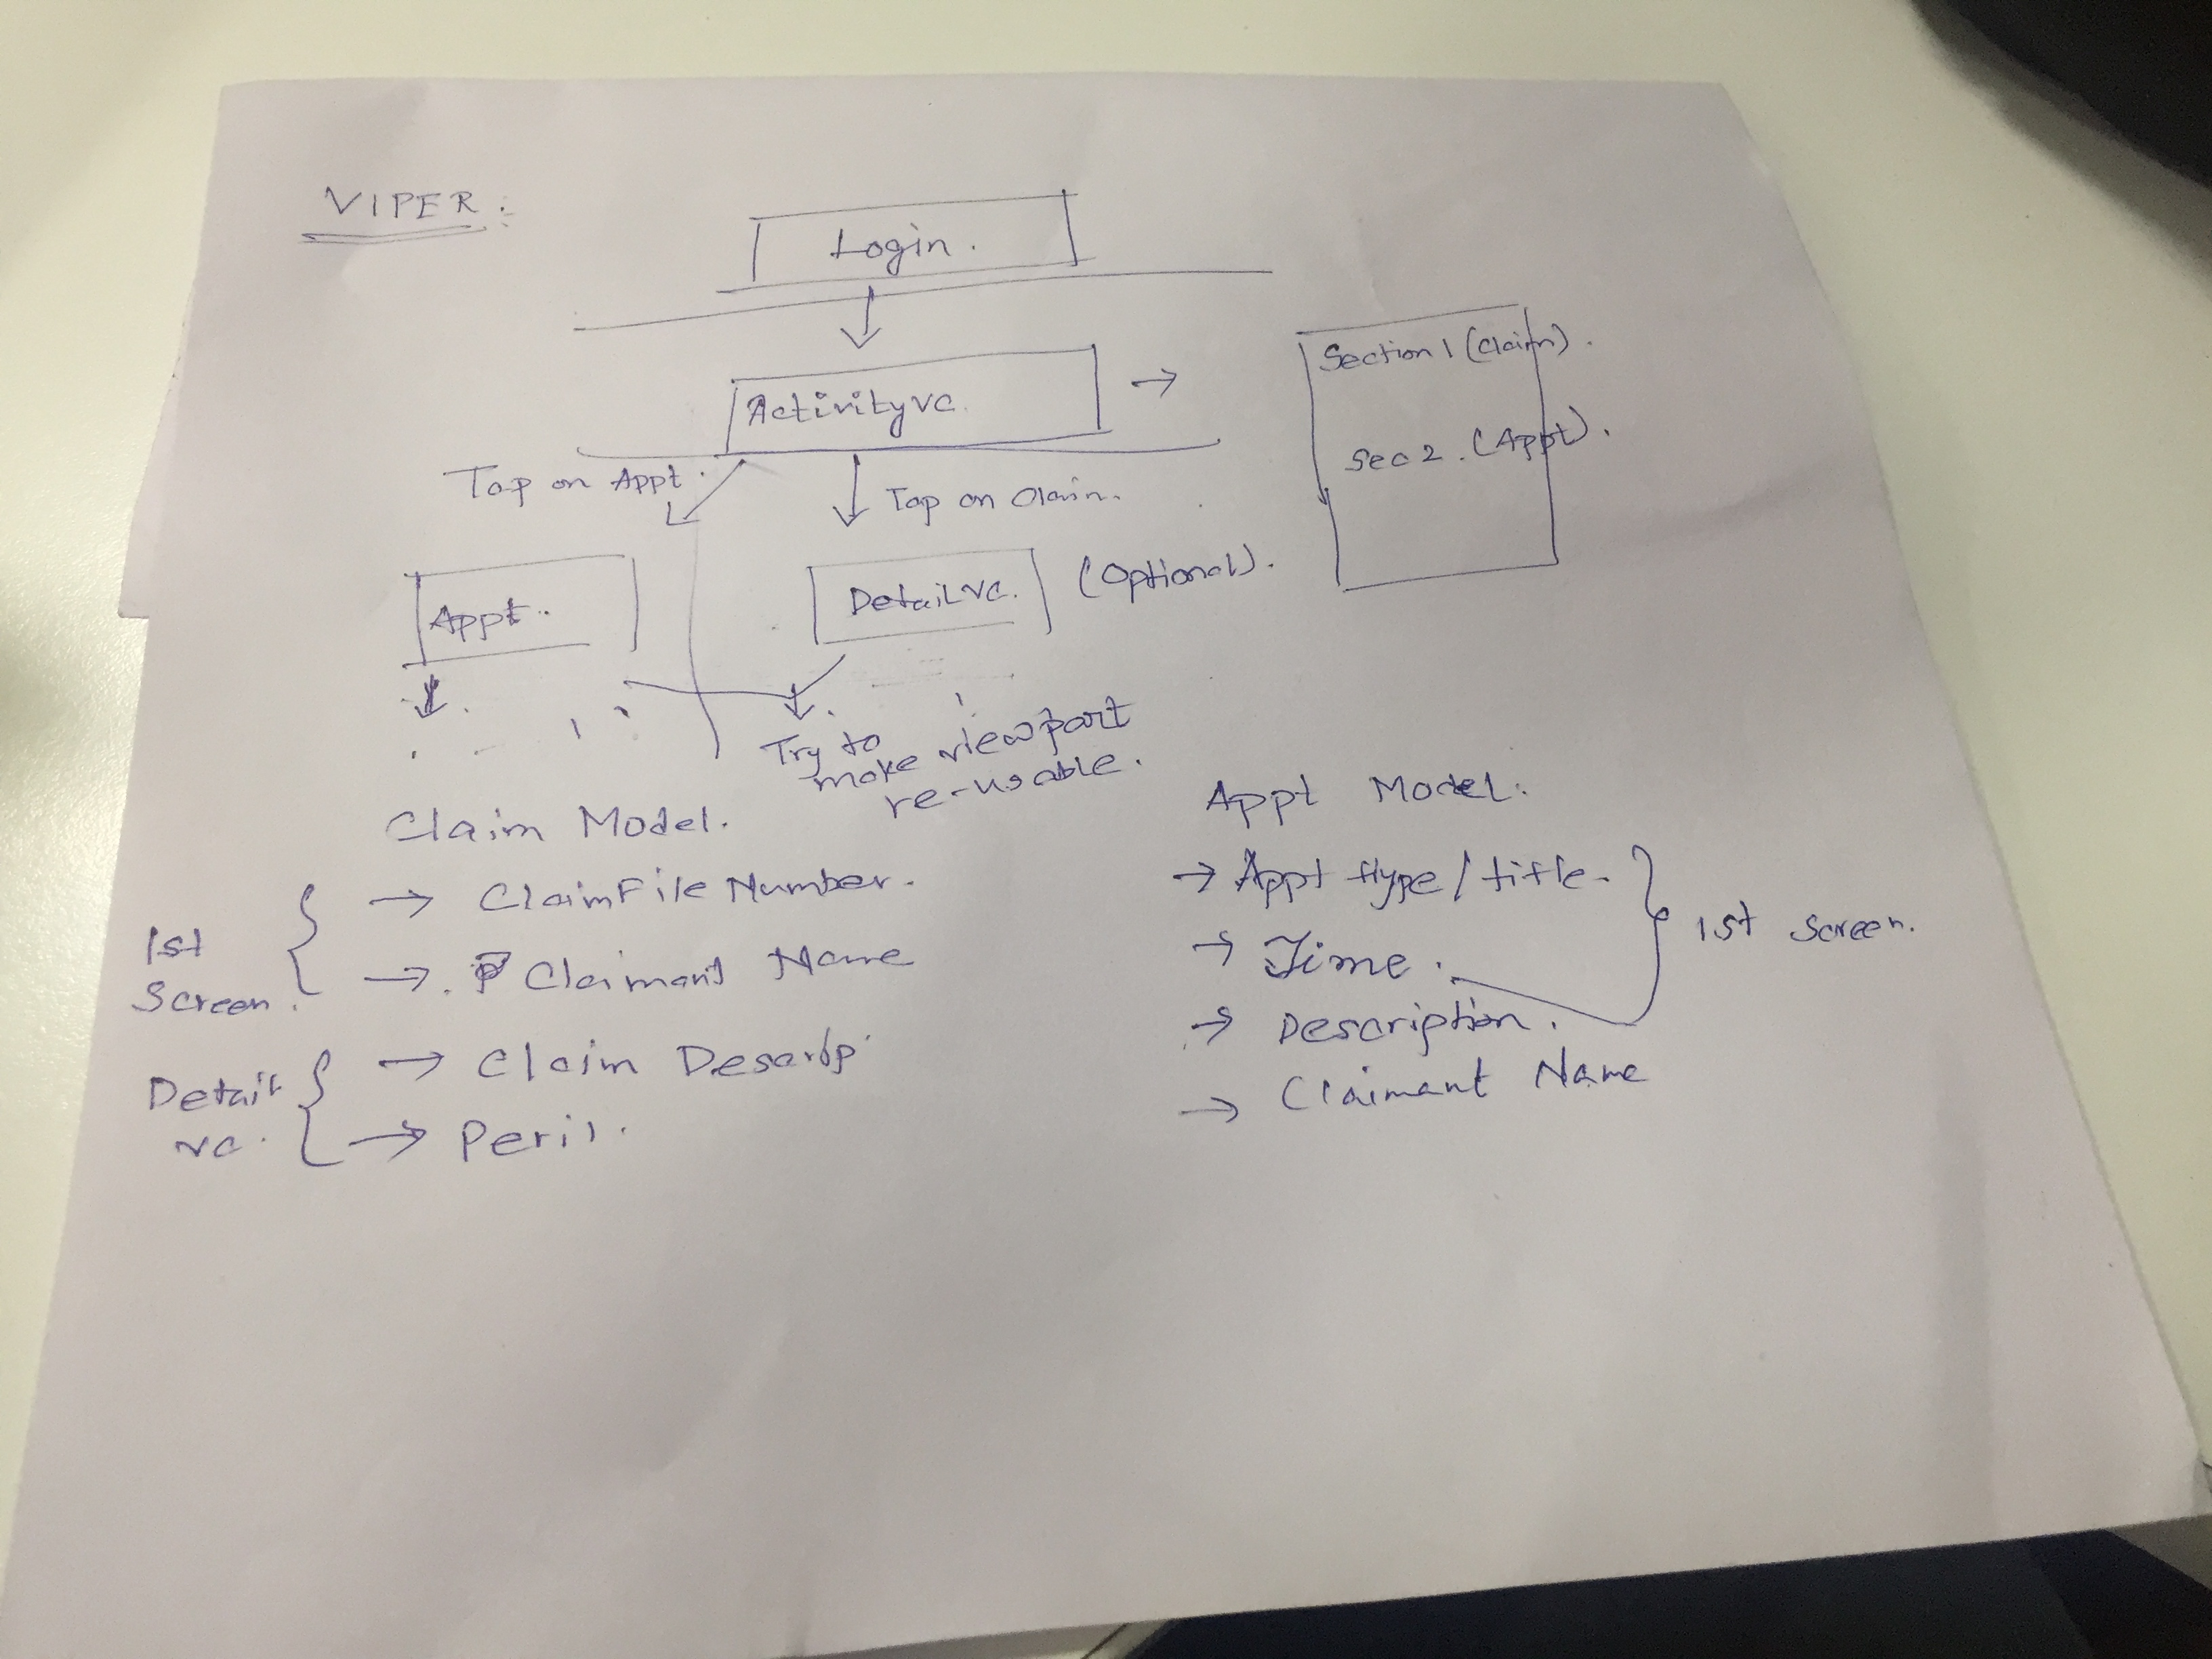 VIPER:
Login.
ActivityVC.
Section 1 (Claim).
Sec 2. (Appt).
Tap on Appt.
Tap on Claim.
Appt.
DetailVC.
(Optional).
Try to
make view part
re-usable.
Claim Model.
1st
Screen.
→ ClaimFile Number.
→ Claimant Name
Detail
VC.
→ Claim Descrip.
→ Peril.
Appt Model:
→ Appt type/title-
→ Time.
→ Description.
→ Claiment Name
1st Screen.